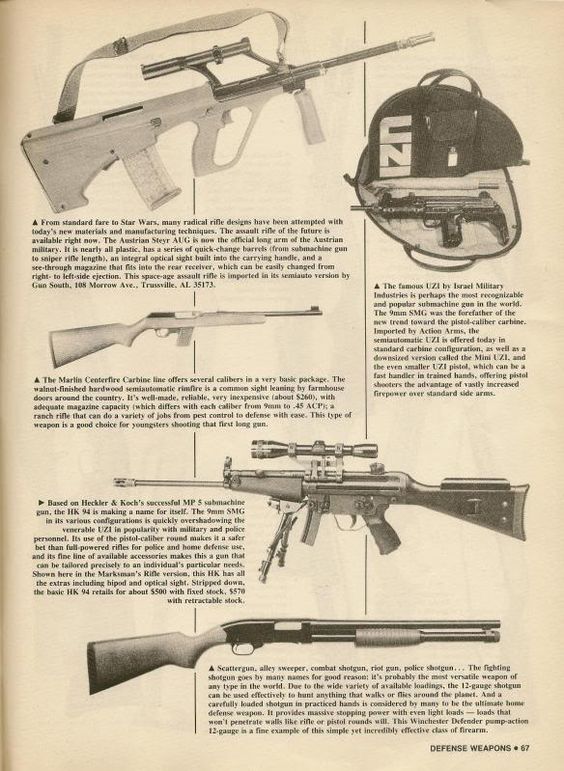 UZI
▲ From standard fare to Star Wars, many radical rifle designs have been attempted with
today's new materials and manufacturing techniques. The assault rifle of the future is
available right now. The Austrian Steyr AUG is now the official long arm of the Austrian
military. It is nearly all plastic, has a series of quick-change barrels (from submachine gun
to sniper rifle length), an integral optical sight built into the carrying handle, and a
see-through magazine that fits into the rear receiver, which can be easily changed from
right- to left-side ejection. This space-age assault rifle is imported in its semiauto version by
Gun South, 108 Morrow Ave., Trussville, AL 35173.
▲ The famous UZI by Israel Military
Industries is perhaps the most recognizable
and popular submachine gun in the world.
The 9mm SMG was the forefather of the
new trend toward the pistol-caliber carbine.
Imported by Action Arms, the
semiautomatic UZI is offered today in
standard carbine configuration, as well as a
downsized version called the Mini UZI, and
the even smaller UZI pistol, which can be a
fast handler in trained hands, offering pistol
shooters the advantage of vastly increased
firepower over standard side arms.
▲ The Marlin Centerfire Carbine line offers several calibers in a very basic package. The
walnut-finished hardwood semiautomatic rimfire is a common sight leaning by farmhouse
doors around the country. It's well-made, reliable, very inexpensive (about $260), with
adequate magazine capacity (which differs with each caliber from 9mm to .45 ACP); a
ranch rifle that can do a variety of jobs from pest control to defense with ease. This type of
weapon is a good choice for youngsters shooting that first long gun.
► Based on Heckler & Koch's successful MP 5 submachine
gun, the HK 94 is making a name for itself. The 9mm SMG
in its various configurations is quickly overshadowing the
venerable UZI in popularity with military and police
personnel. Its use of the pistol-caliber round makes it a safer
bet than full-powered rifles for police and home defense use,
and its fine line of available accessories makes this a gun that
can be tailored precisely to an individual's particular needs.
Shown here in the Marksman's Rifle version, this HK has all
the extras including bipod and optical sight. Stripped down,
the basic HK 94 retails for about $500 with fixed stock, $570
with retractable stock.
▲ Scattergun, alley sweeper, combat shotgun, riot gun, police shotgun... The fighting
shotgun goes by many names for good reason: it's probably the most versatile weapon of
any type in the world. Due to the wide variety of available loadings, the 12-gauge shotgun
can be used effectively to hunt anything that walks or flies around the planet. And a
carefully loaded shotgun in practiced hands is considered by many to be the ultimate home
defense weapon. It provides massive stopping power with even light loads — loads that
won't penetrate walls like rifle or pistol rounds will. This Winchester Defender pump-action
12-gauge is a fine example of this simple yet incredibly effective class of firearm.
DEFENSE WEAPONS • 67